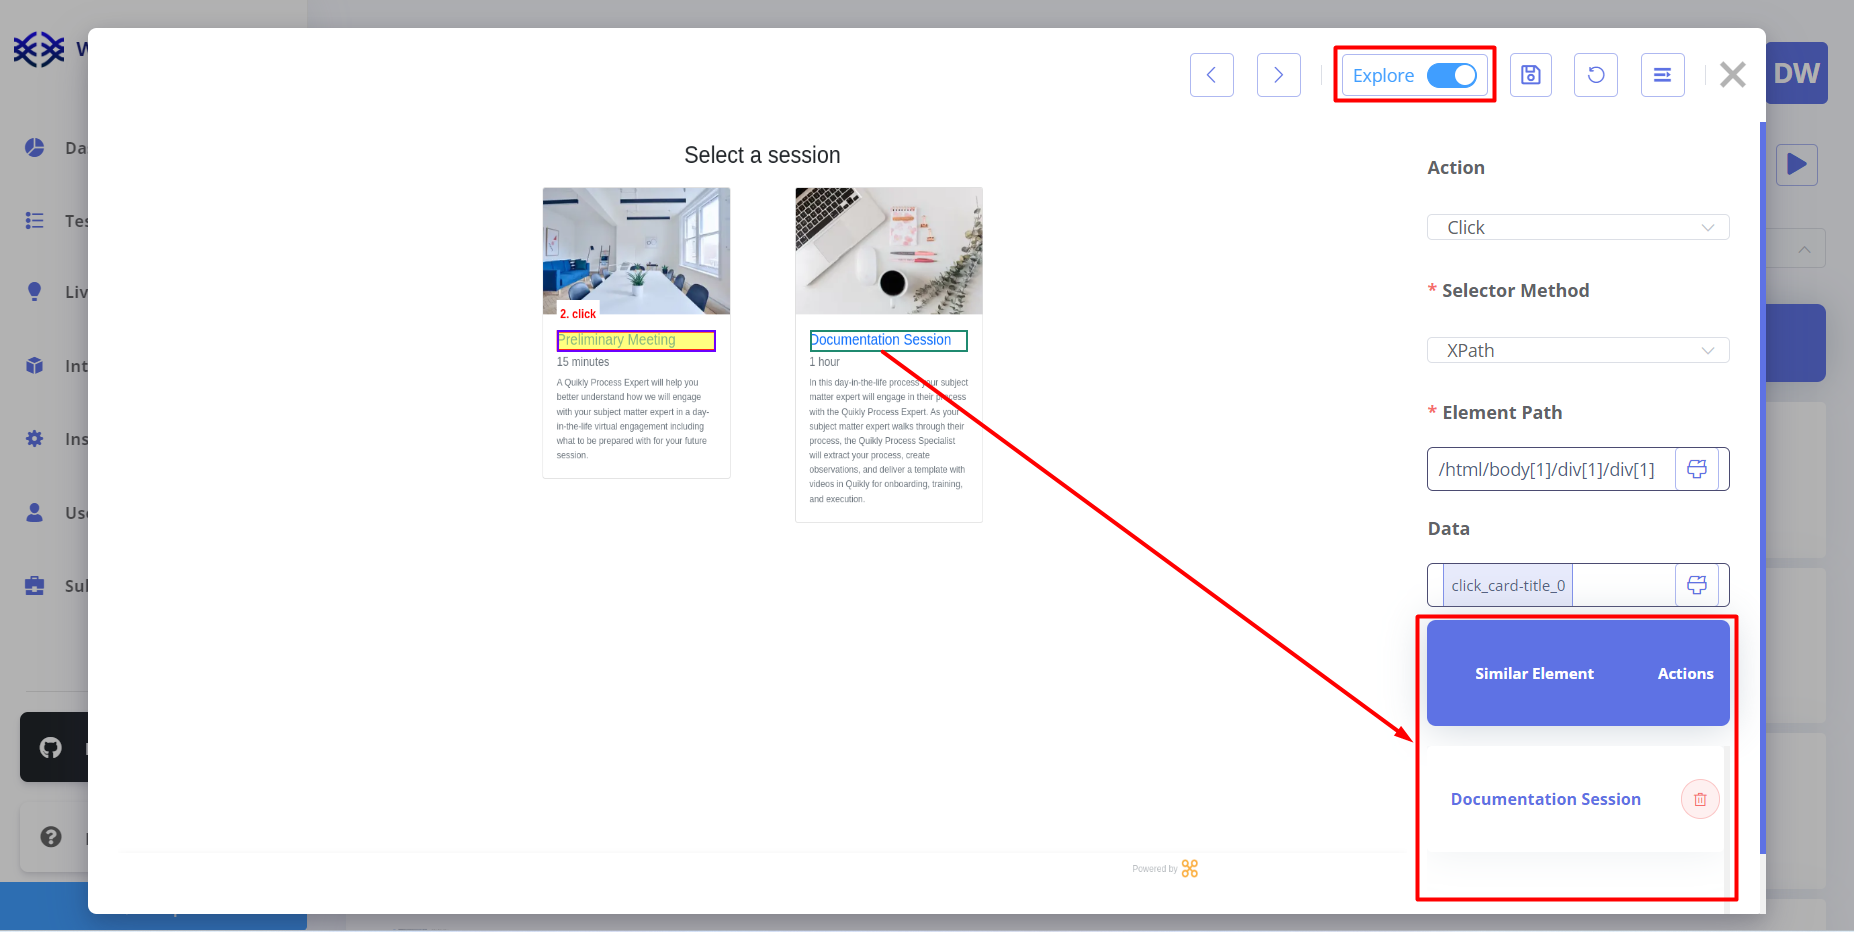 W
DW
Explore
Da
Tes
Liv
Int
Ins
Use
Sul
Select a session
2. click
Preliminary Meeting
15 minutes
A Quikly Process Expert will help you
better understand how we will engage
with your subject matter expert in a day-
in-the-life virtual engagement including
what to be prepared with for your future
session.
Documentation Session
1 hour
In this day-in-the-life process your subject
matter expert will engage in their process
with the Quikly Process Expert. As your
subject matter expert walks through their
process, the Quikly Process Specialist
will extract your process, create
observations, and deliver a template with
videos in Quikly for onboarding, training,
and execution.
Powered by
Action
Click
* Selector Method
XPath
* Element Path
/html/body[1]/div[1]/div[1]
Data
click_card-title_0
Similar Element Actions
Documentation Session